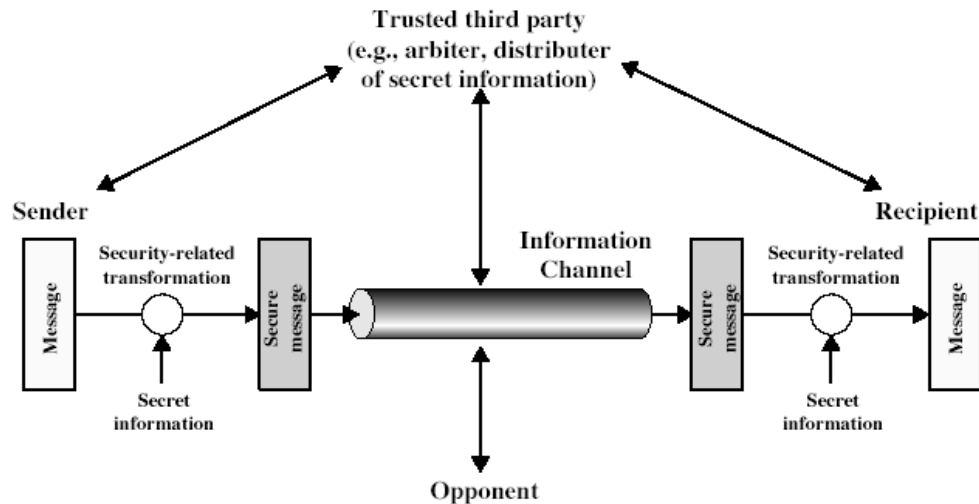 Trusted third party
(e.g., arbiter, distributer
of secret information)
Sender
Recipient
Message
Security-related
transformation
Secret
information
Secure
message
Information
Channel
Secure
message
Security-related
transformation
Secret
information
Message
Opponent